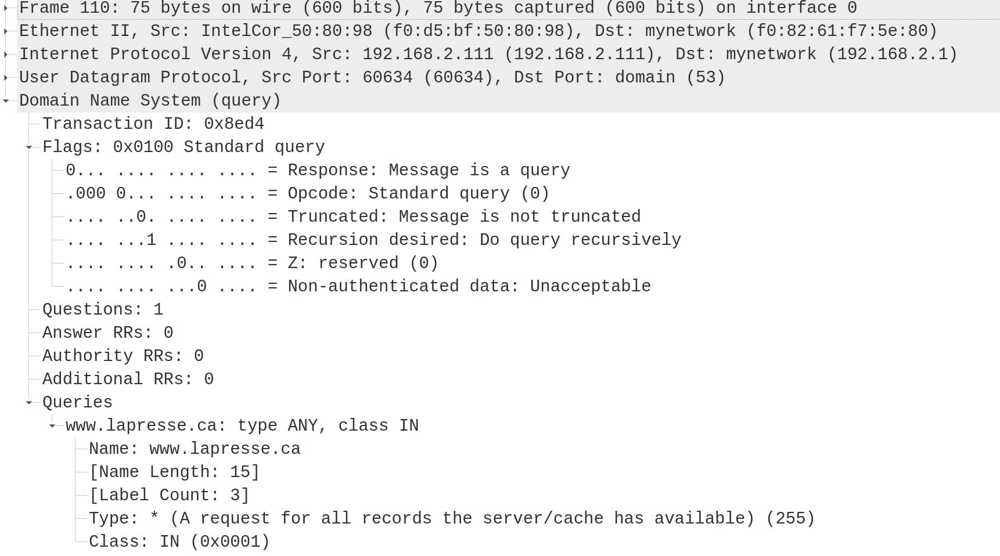 Frame 110: 75 bytes on wire (600 bits), 75 bytes captured (600 bits) on interface 0
Ethernet II, Src: IntelCor_50:80:98 (f0:d5:bf:50:80:98), Dst: mynetwork (f0:82:61:f7:5e:80)
Internet Protocol Version 4, Src: 192.168.2.111 (192.168.2.111), Dst: mynetwork (192.168.2.1)
User Datagram Protocol, Src Port: 60634 (60634), Dst Port: domain (53)
Domain Name System (query)
Transaction ID: 0x8ed4
Flags: 0x0100 Standard query
0... .... .... .... = Response: Message is a query
.000 0... .... .... = Opcode: Standard query (0)
.... ..0. .... .... = Truncated: Message is not truncated
.... ...1 .... .... = Recursion desired: Do query recursively
.... .... .0.. .... = Z: reserved (0)
.... .... ...0 .... = Non-authenticated data: Unacceptable
Questions: 1
Answer RRs: 0
Authority RRs: 0
Additional RRs: 0
Queries
www.lapresse.ca: type ANY, class IN
Name: www.lapresse.ca
[Name Length: 15]
[Label Count: 3]
Type: * (A request for all records the server/cache has available) (255)
Class: IN (0x0001)